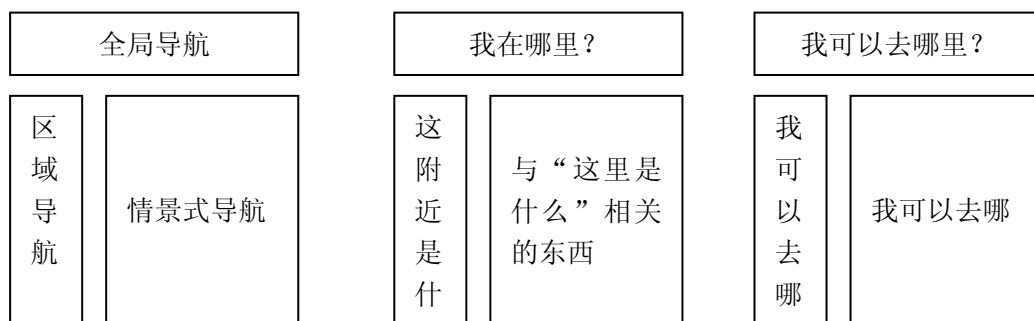 全局导航
我在哪里？
我可以去哪里？
区
域
导
航
情景式导航
这
附
近
是
什
与“这里是
什么”相关
的东西
我
可
以
去
哪
我可以去哪